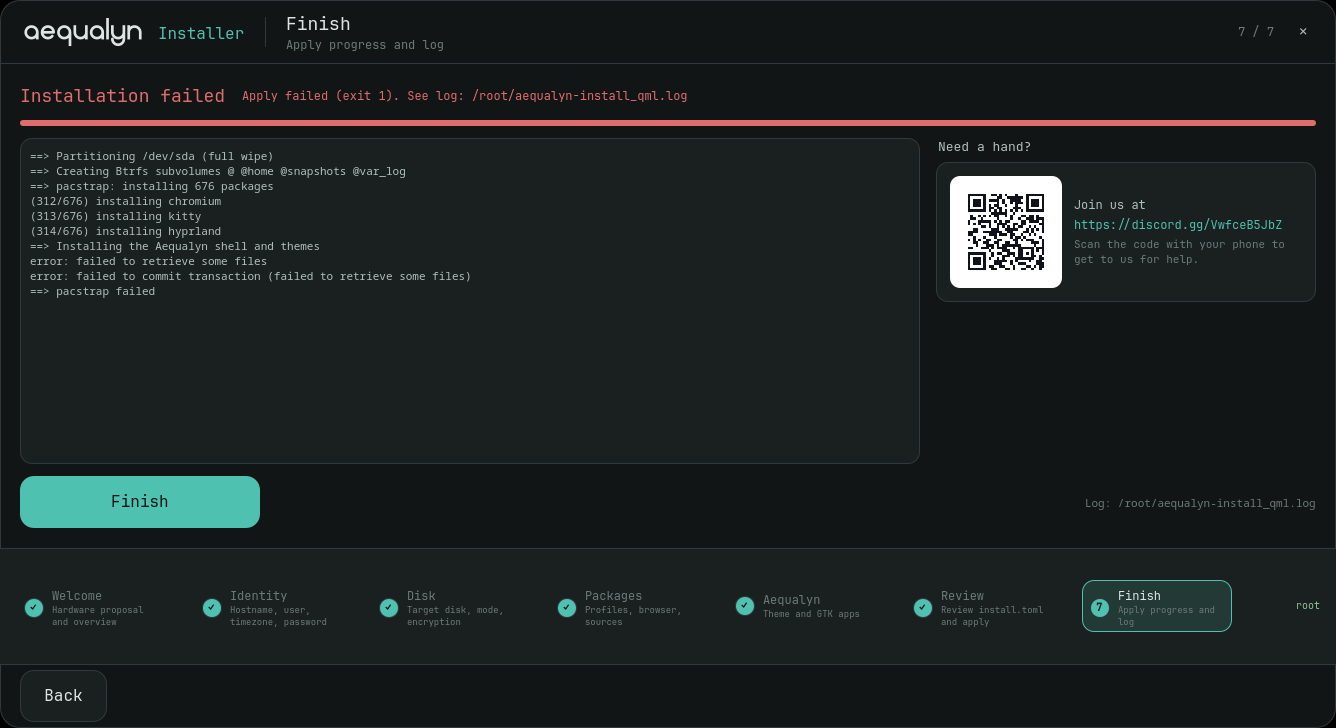 aequalyn Installer
Finish
Apply progress and log
7 / 7
×
Installation failed
Apply failed (exit 1). See log: /root/aequalyn-install_qml.log
==> Partitioning /dev/sda (full wipe)
==> Creating Btrfs subvolumes @ @home @snapshots @var_log
==> pacstrap: installing 676 packages
(312/676) installing chromium
(313/676) installing kitty
(314/676) installing hyprland
==> Installing the Aequalyn shell and themes
error: failed to retrieve some files
error: failed to commit transaction (failed to retrieve some files)
==> pacstrap failed
Need a hand?
Join us at
https://discord.gg/VwfceB5JbZ
Scan the code with your phone to
get to us for help.
Finish
Log: /root/aequalyn-install_qml.log
Welcome
Hardware proposal
and overview
Identity
Hostname, user,
timezone, password
Disk
Target disk, mode,
encryption
Packages
Profiles, browser,
sources
Aequalyn
Theme and GTK apps
Review
Review install.toml
and apply
7
Finish
Apply progress and
log
root
Back